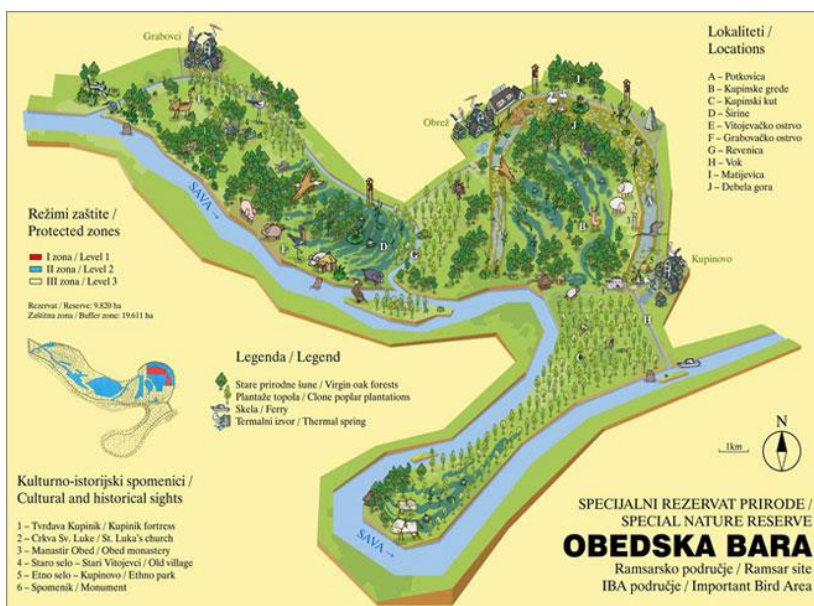 Grabovci
Obrež
Kupinovo
SAVA →
Lokaliteti /
Locations
A – Potkovica
B – Kupinske grede
C – Kupinski kut
D – Širine
E – Vitojevačko ostrvo
F – Grabovačko ostrvo
G – Revenica
H – Vok
I – Matijevica
J – Debela gora
Režimi zaštite /
Protected zones
I zona / Level 1
II zona / Level 2
III zona / Level 3
Rezervat / Reserve: 9.820 ha
Zaštitna zona / Buffer zone: 19.611 ha
Legenda / Legend
Stare prirodne šune / Virgin oak forests
Plantaže topola / Clone poplar plantations
Skela / Ferry
Termalni izvor / Thermal spring
Kulturno-istorijski spomenici /
Cultural and historical sights
1 – Tvrđava Kupinik / Kupinik fortress
2 – Crkva Sv. Luke / St. Luka's church
3 – Manastir Obed / Obed monastery
4 – Staro selo – Stari Vitojevci / Old village
5 – Etno selo – Kupinovo / Ethno park
6 – Spomenik / Monument
SAVA →
1km
N
SPECIJALNI REZERVAT PRIRODE /
SPECIAL NATURE RESERVE
OBEDSKA BARA
Ramsarsko područje / Ramsar site
IBA područje / Important Bird Area
D
B
G
H
C
J